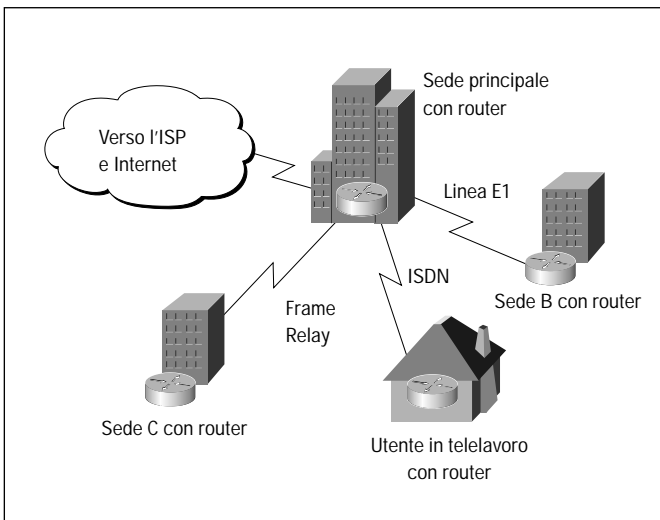 Sede principale
con router
Verso l'ISP
e Internet
Linea E1
ISDN
Sede B con router
Frame
Relay
Sede C con router
Utente in telelavoro
con router